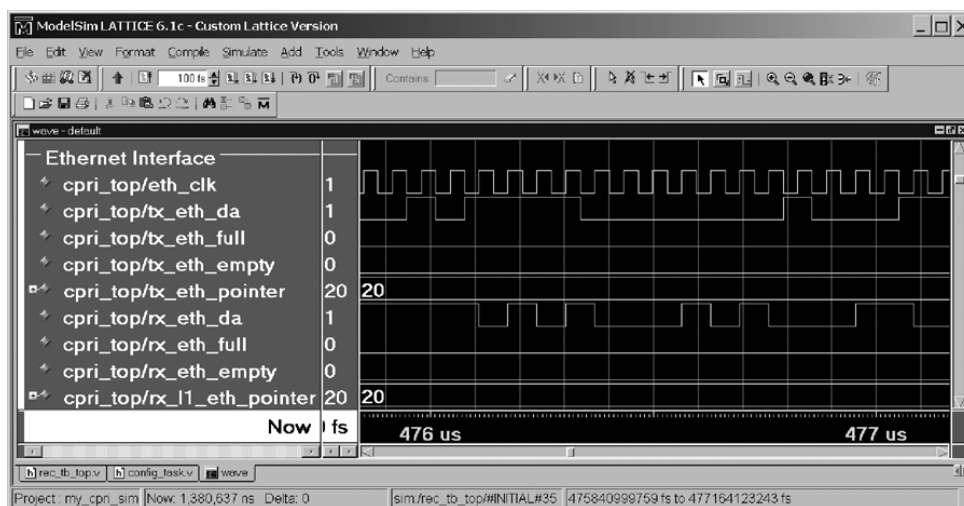 ModelSim LATTICE 6.1c - Custom Lattice Version
File Edit View Format Compile Simulate Add Tools Window Help
100 fs Contains:
wave - default
Ethernet Interface
cpri_top/eth_clk 1
cpri_top/tx_eth_da 1
cpri_top/tx_eth_full 0
cpri_top/tx_eth_empty 0
cpri_top/tx_eth_pointer 20 20
cpri_top/rx_eth_da 1
cpri_top/rx_eth_full 0
cpri_top/rx_eth_empty 0
cpri_top/rx_l1_eth_pointer 20 20
Now fs 476 us 477 us
rec_tb_top.v config_task.v wave
Project : my_cpri_sim Now: 1,380,637 ns Delta: 0 sim:/rec_tb_top/#INITIAL#35 475840999759 fs to 477164123243 fs